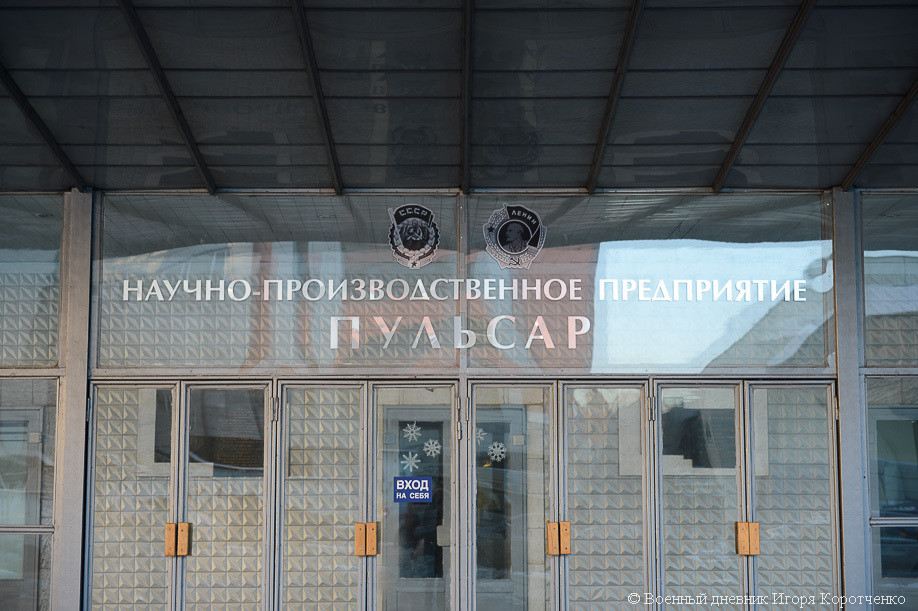 СССР
ЛЕНИН
НАУЧНО-ПРОИЗВОДСТВЕННОЕ ПРЕДПРИЯТИЕ
ПУЛЬСАР
ВХОД
НА СЕБЯ
© Военный дневник Игоря Коротченко